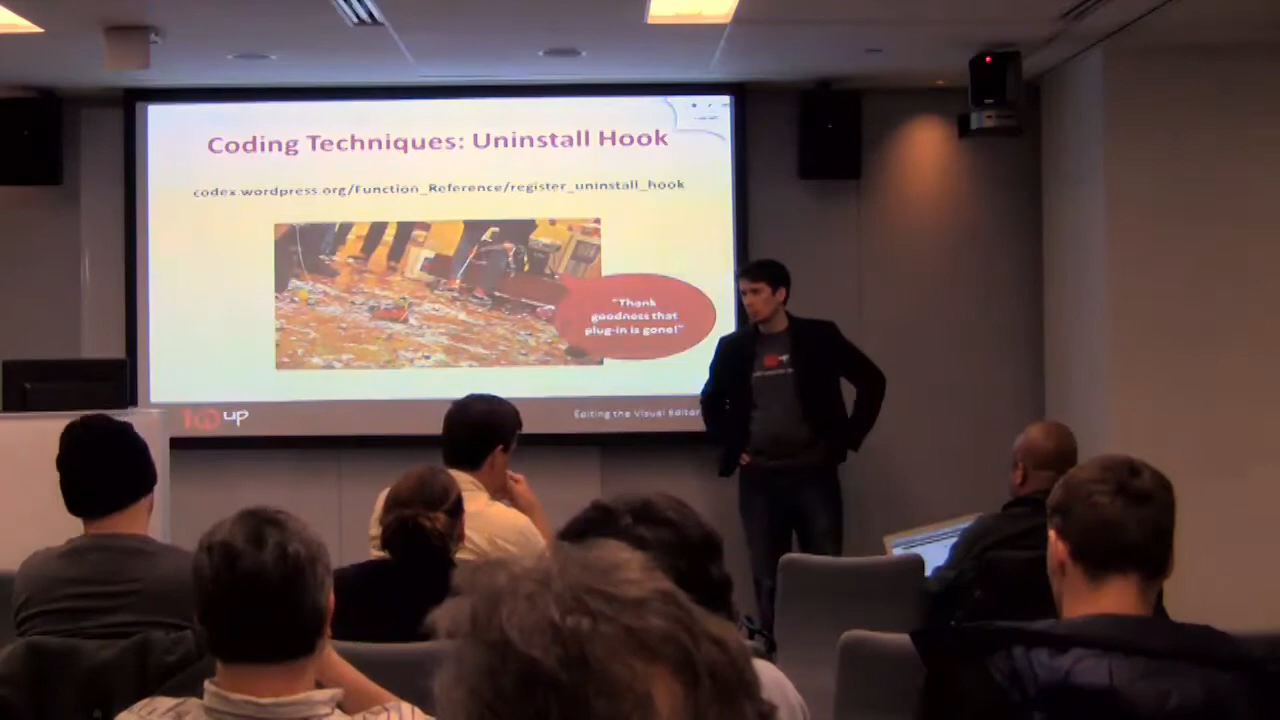 Coding Techniques: Uninstall Hook
codex.wordpress.org/Function_Reference/register_uninstall_hook
"Thank
goodness that
plug-in is gone!"
10up
Editing the Visual Editor
up